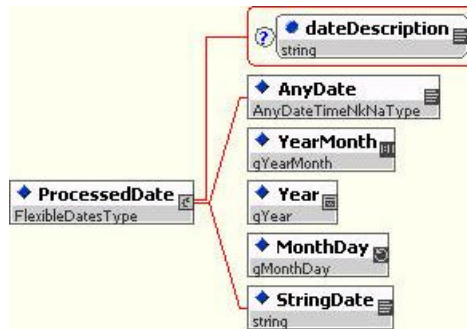 ? dateDescription
string
AnyDate
AnyDateTimeNkNaType
YearMonth
gYearMonth
ProcessedDate
FlexibleDatesType
Year
gYear
MonthDay
gMonthDay
StringDate
string